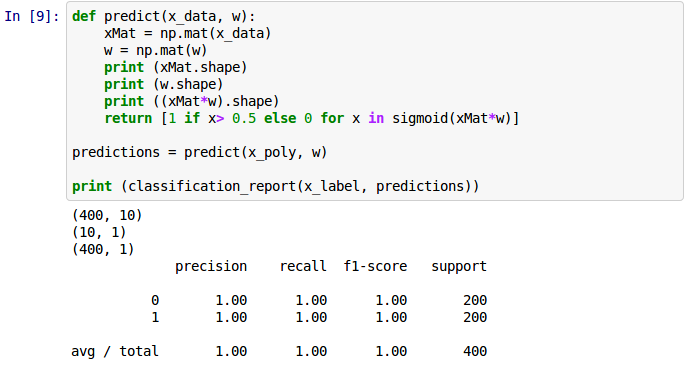 In [9]: def predict(x_data, w):
    xMat = np.mat(x_data)
    w = np.mat(w)
    print (xMat.shape)
    print (w.shape)
    print ((xMat*w).shape)
    return [1 if x> 0.5 else 0 for x in sigmoid(xMat*w)]
predictions = predict(x_poly, w)
print (classification_report(x_label, predictions))
(400, 10)
(10, 1)
(400, 1)
             precision    recall  f1-score   support
          0       1.00      1.00      1.00       200
          1       1.00      1.00      1.00       200
avg / total       1.00      1.00      1.00       400